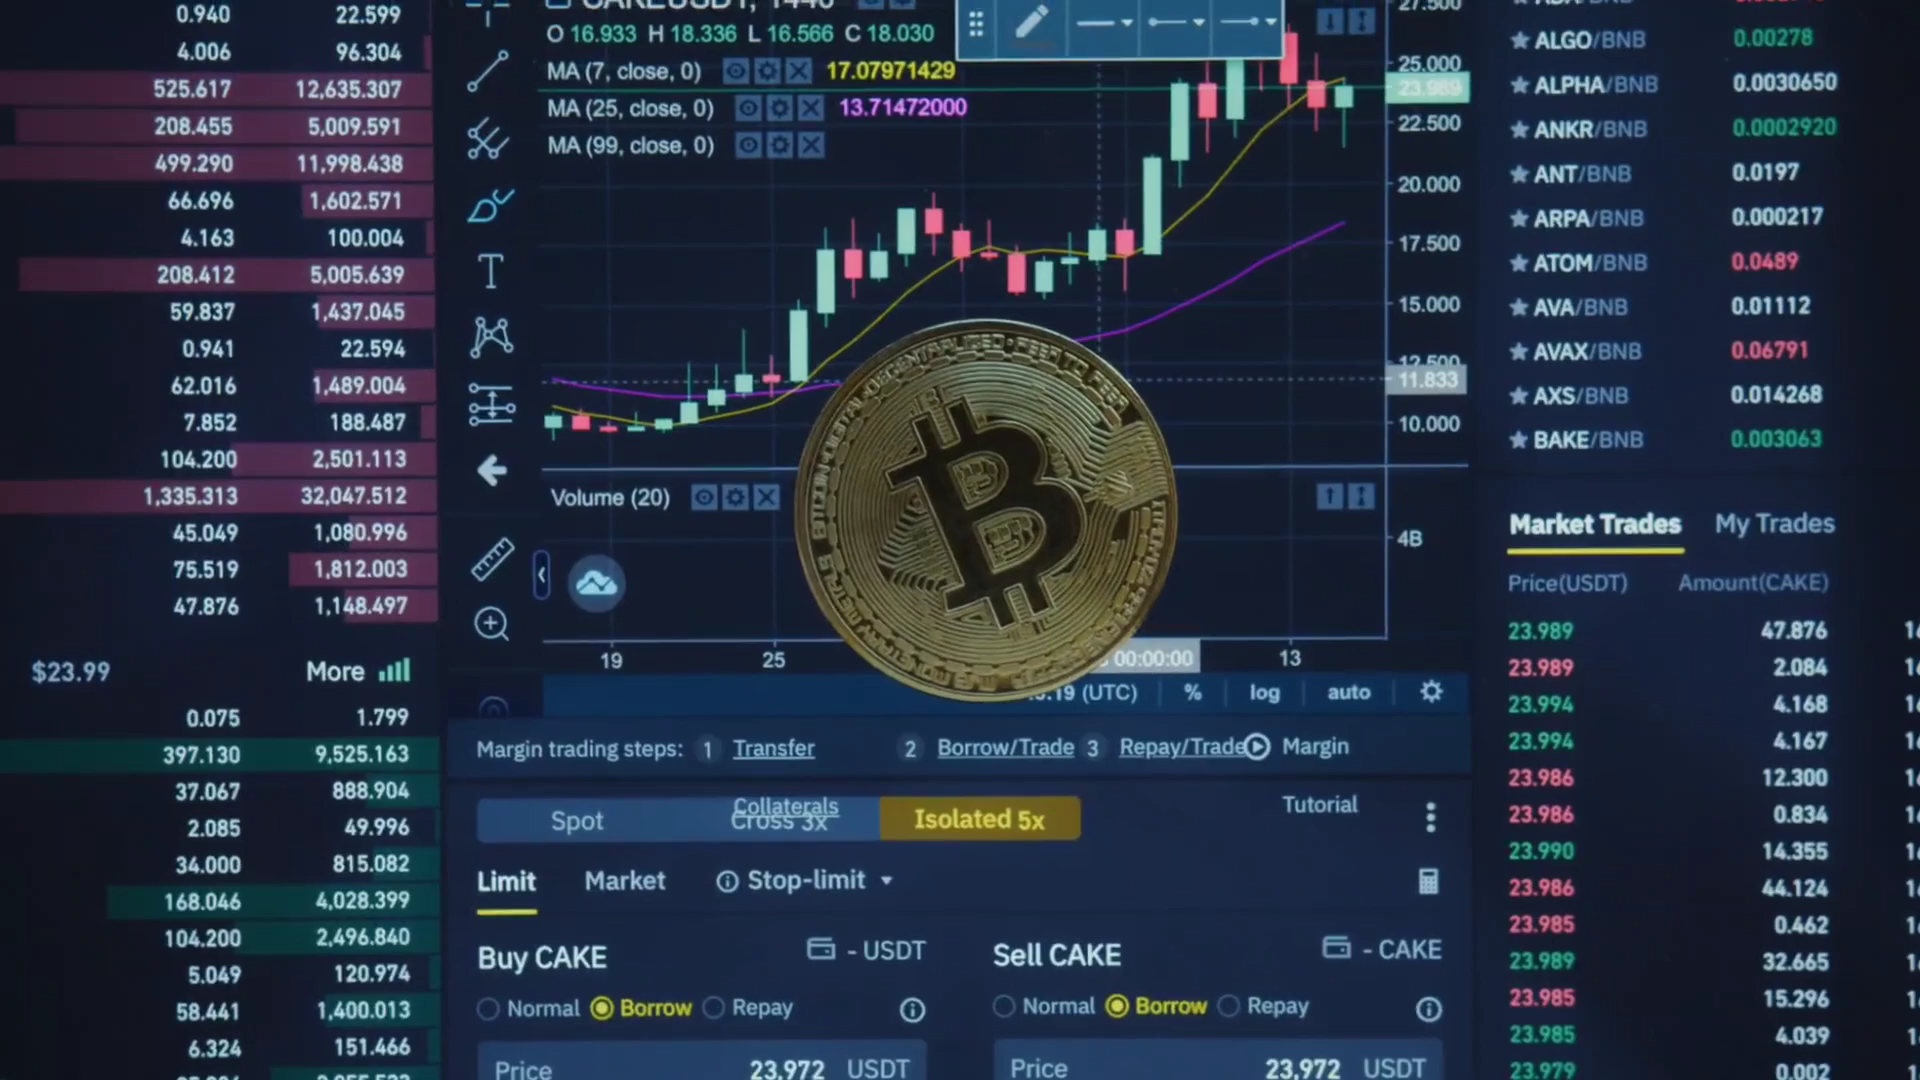 0.940 22.599
4.006 96.304
525.617 12,635.307
208.455 5,009.591
499.290 11,998.438
66.696 1,602.571
4.163 100.004
208.412 5,005.639
59.837 1,437.045
0.941 22.594
62.016 1,489.004
7.852 188.487
104.200 2,501.113
1,335.313 32,047.512
45.049 1,080.996
75.519 1,812.003
47.876 1,148.497
$23.99 More
0.075 1.799
397.130 9,525.163
37.067 888.904
2.085 49.996
34.000 815.082
168.046 4,028.399
104.200 2,496.840
5.049 120.974
58.441 1,400.013
6.324 151.466
O 16.933 H 18.336 L 16.566 C 18.030
MA (7, close, 0) 17.07971429
MA (25, close, 0) 13.71472000
MA (99, close, 0)
27.500
25.000
23.989
22.500
20.000
17.500
15.000
12.500
11.833
10.000
Volume (20)
4B
19 25 00:00:00 13
(UTC) % log auto
Margin trading steps: 1 Transfer 2 Borrow/Trade 3 Repay/Trade Margin
Collaterals Tutorial
Spot Cross 3x Isolated 5x
Limit Market Stop-limit
Buy CAKE - USDT
Normal Borrow Repay
Price 23.972 USDT
Sell CAKE - CAKE
Normal Borrow Repay
Price 23.972 USDT
ALGO/BNB 0.00278
ALPHA/BNB 0.0030650
ANKR/BNB 0.0002920
ANT/BNB 0.0197
ARPA/BNB 0.000217
ATOM/BNB 0.0489
AVA/BNB 0.01112
AVAX/BNB 0.06791
AXS/BNB 0.014268
BAKE/BNB 0.003063
Market Trades My Trades
Price(USDT) Amount(CAKE)
23.989 47.876
23.989 2.084
23.994 4.168
23.994 4.167
23.986 12.300
23.986 0.834
23.990 14.355
23.986 44.124
23.985 0.462
23.989 32.665
23.985 15.296
23.985 4.039
23.979 0.002